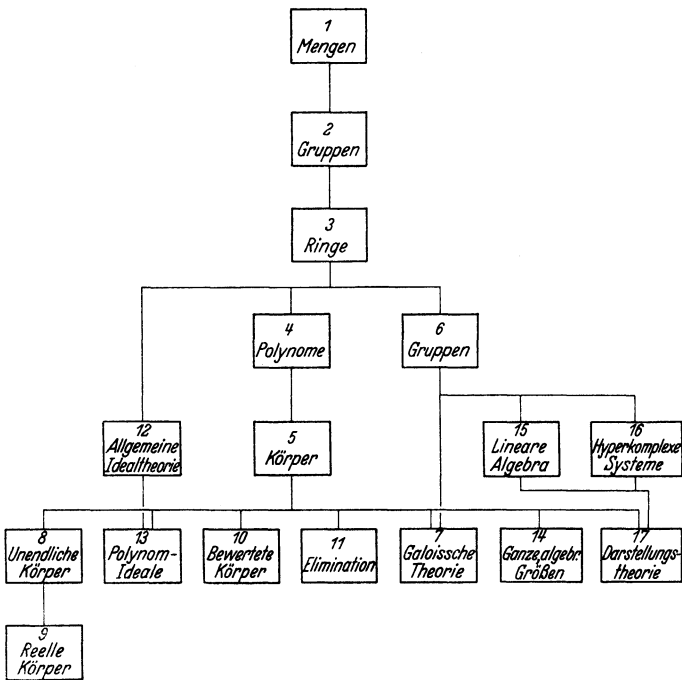 1
Mengen
2
Gruppen
3
Ringe
4
Polynome
6
Gruppen
12
Allgemeine
Idealtheorie
5
Körper
15
Lineare
Algebra
16
Hyperkomplexe
Systeme
8
Unendliche
Körper
13
Polynom-
Ideale
10
Bewertete
Körper
11
Elimination
7
Galoissche
Theorie
14
Ganze, algebr.
Größen
17
Darstellungs-
theorie
9
Reelle
Körper